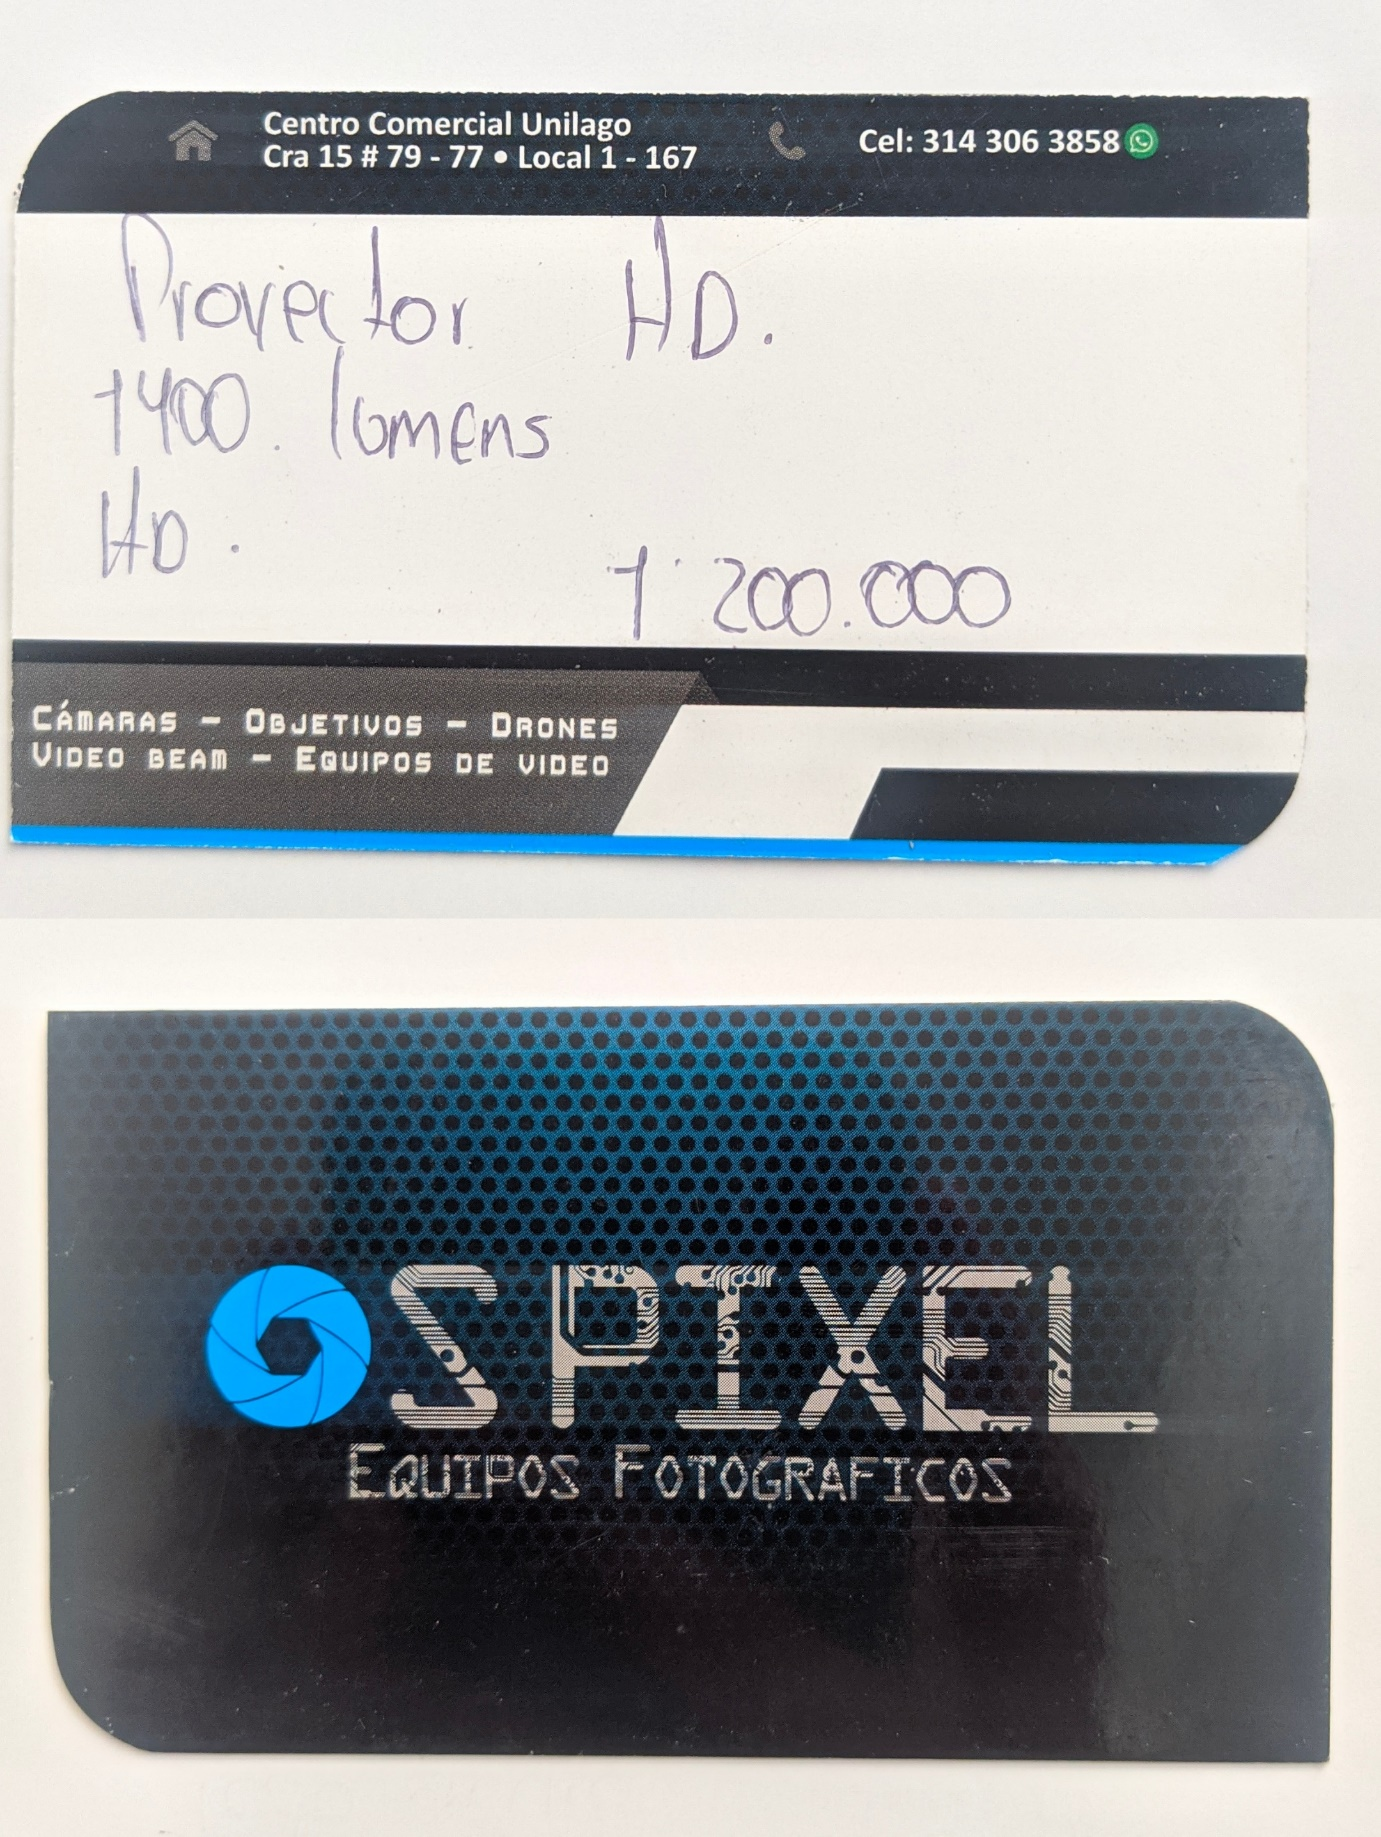 Centro Comercial Unilago
Cra 15 # 79 - 77 • Local 1 - 167
Cel: 314 306 3858
Proyector HD.
1400. lumens
HD.
1'200.000
CÁMARAS - OBJETIVOS - DRONES
VIDEO BEAM - EQUIPOS DE VIDEO
SPIXEL
EQUIPOS FOTOGRAFICOS